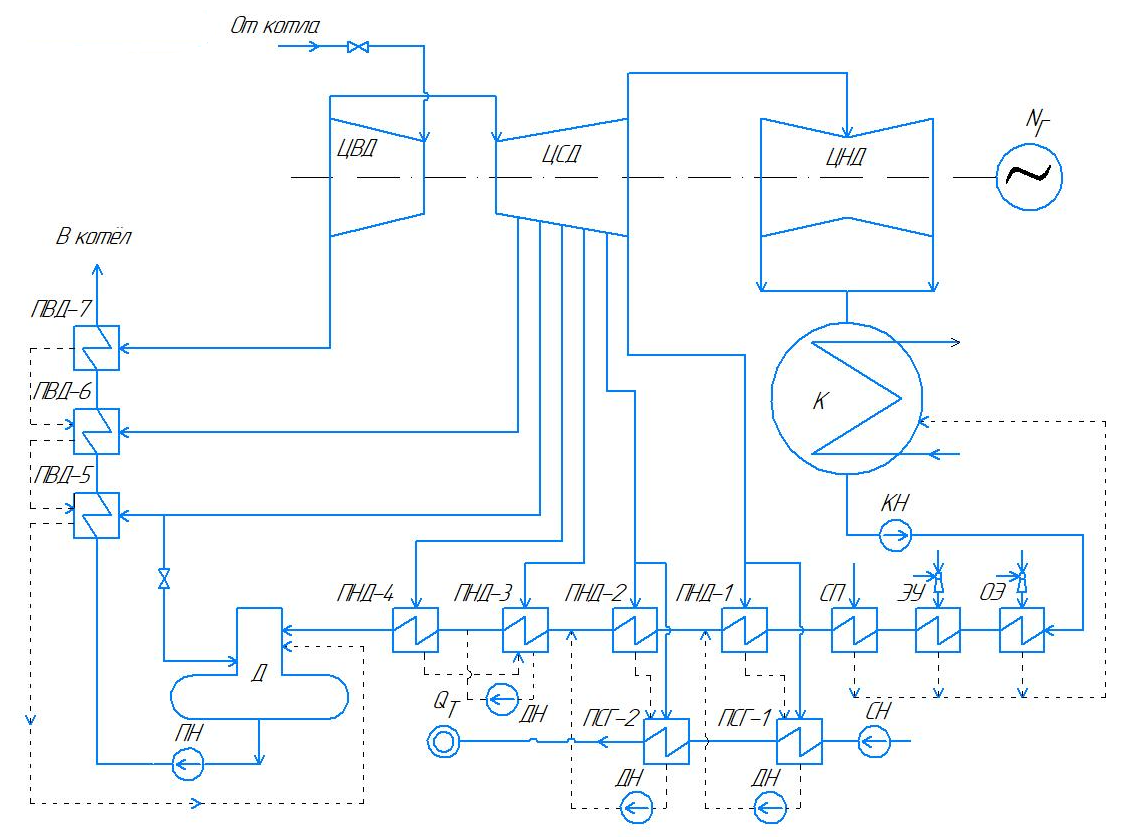 От котла
N
Г
ЦВД
ЦСД
ЦНД
В котёл
ПВД-7
ПВД-6
К
ПВД-5
КН
ПНД-4
ПНД-3
ПНД-2
ПНД-1
СП
ЭУ
ОЭ
Д
Q
Т
ДН
ПСГ-2
ПСГ-1
СН
ПН
ДН
ДН